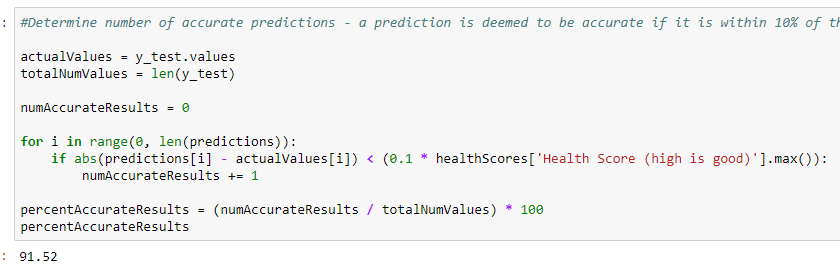 : #Determine number of accurate predictions - a prediction is deemed to be accurate if it is within 10% of
actualValues = y_test.values
totalNumValues = len(y_test)
numAccurateResults = 0
for i in range(0, len(predictions)):
    if abs(predictions[i] - actualValues[i]) < (0.1 * healthScores['Health Score (high is good)'].max()):
        numAccurateResults += 1
percentAccurateResults = (numAccurateResults / totalNumValues) * 100
percentAccurateResults
: 91.52